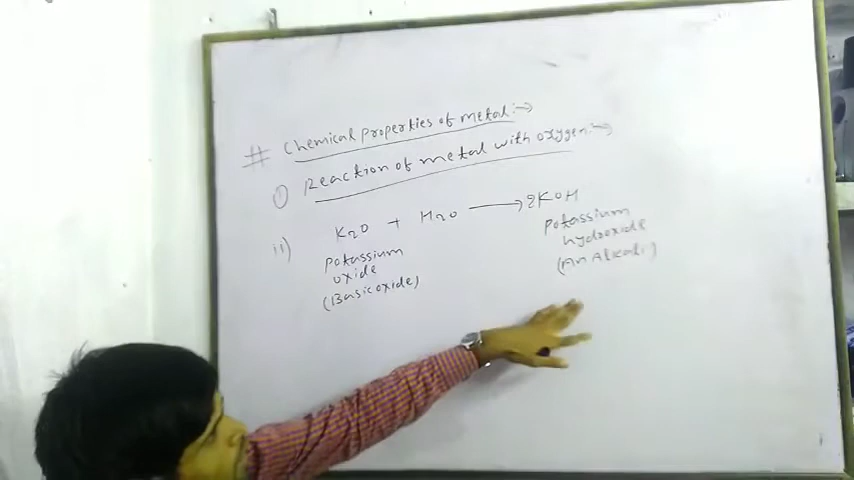 # Chemical properties of metal :→
① Reaction of metal with oxygen :→
ii) K2O + H2O → 2KOH
potassium oxide (Basic oxide)
potassium hydroxide (An Alkali)